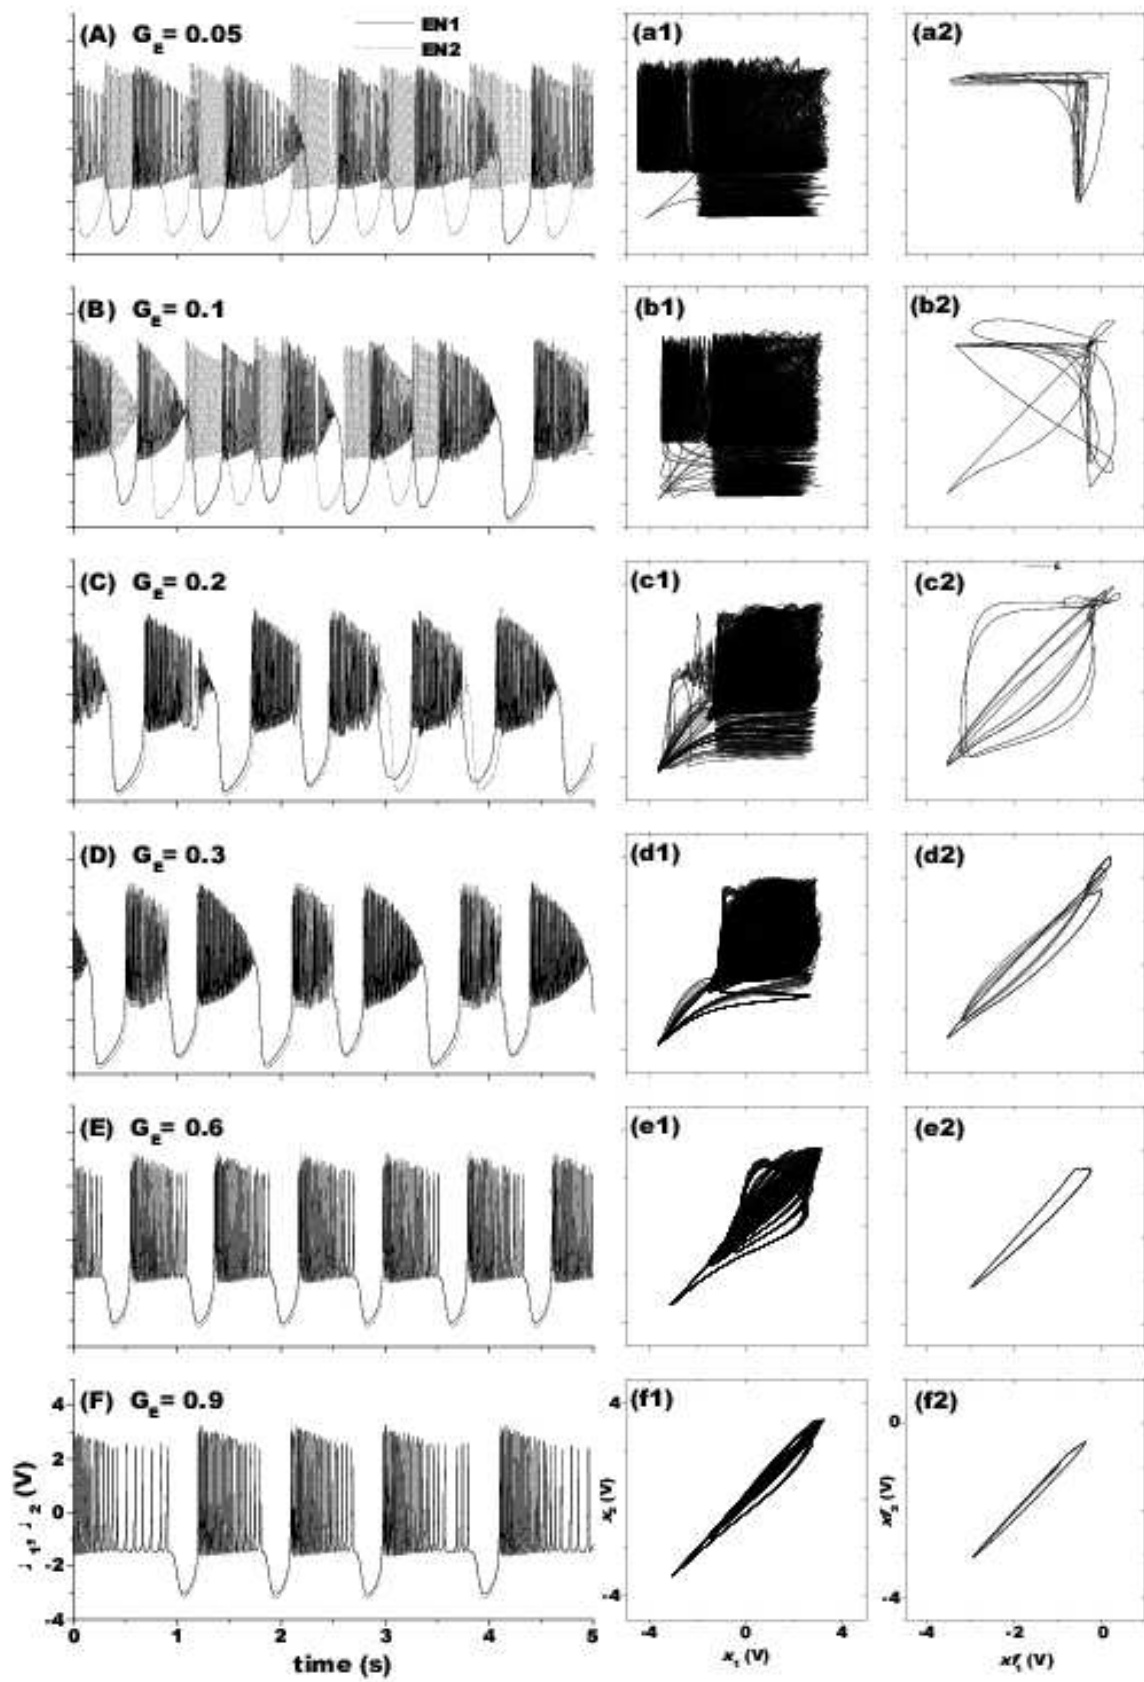 (A) G_E = 0.05
EN1
EN2
(a1)
(a2)
(B) G_E = 0.1
(b1)
(b2)
(C) G_E = 0.2
(c1)
(c2)
(D) G_E = 0.3
(d1)
(d2)
(E) G_E = 0.6
(e1)
(e2)
(F) G_E = 0.9
(f1)
(f2)
4
2
0
-2
-4
4
-4
x_2 (V)
0
-4
xf_2 (V)
0 1 2 3 4 5
time (s)
-4 0 4
x_1 (V)
-4 -2 0
xf_1 (V)